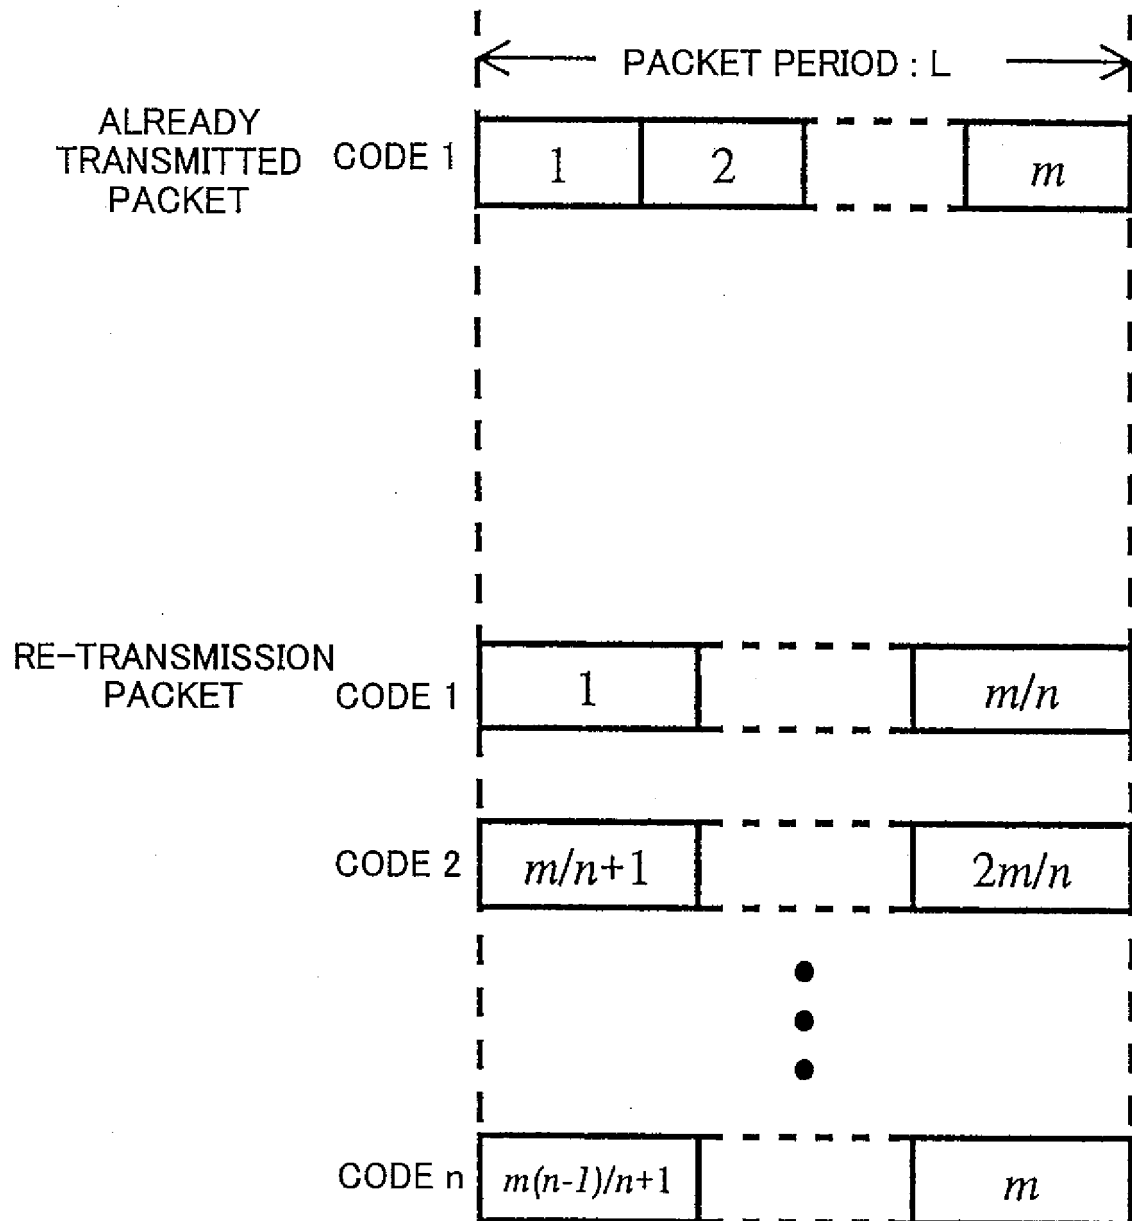 PACKET PERIOD : L
ALREADY
TRANSMITTED
PACKET
CODE 1
1
2
m
RE-TRANSMISSION
PACKET
CODE 1
1
m/n
CODE 2
m/n+1
2m/n
CODE n
m(n-1)/n+1
m